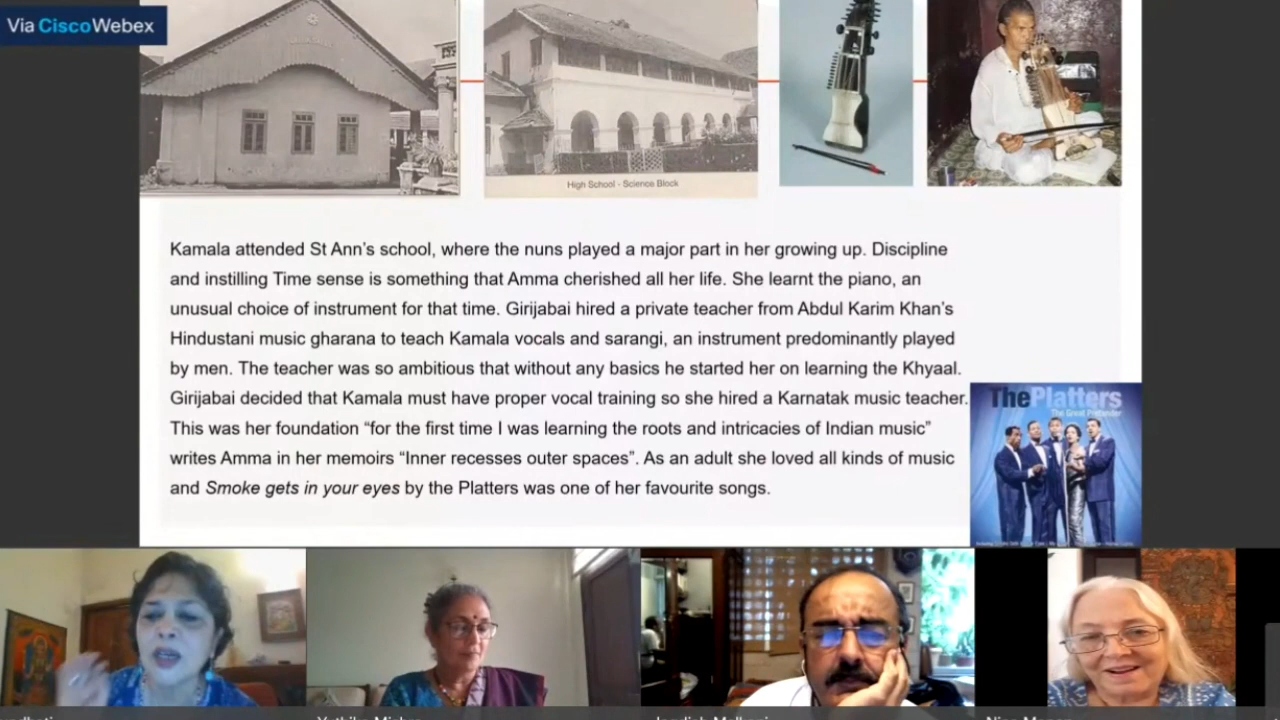 Via Cisco Webex
High School - Science Block
Kamala attended St Ann's school, where the nuns played a major part in her growing up. Discipline
and instilling Time sense is something that Amma cherished all her life. She learnt the piano, an
unusual choice of instrument for that time. Girijabai hired a private teacher from Abdul Karim Khan's
Hindustani music gharana to teach Kamala vocals and sarangi, an instrument predominantly played
by men. The teacher was so ambitious that without any basics he started her on learning the Khyaal.
Girijabai decided that Kamala must have proper vocal training so she hired a Karnatak music teacher.
This was her foundation “for the first time I was learning the roots and intricacies of Indian music”
writes Amma in her memoirs “Inner recesses outer spaces”. As an adult she loved all kinds of music
and Smoke gets in your eyes by the Platters was one of her favourite songs.
The Platters
The Great Pretender